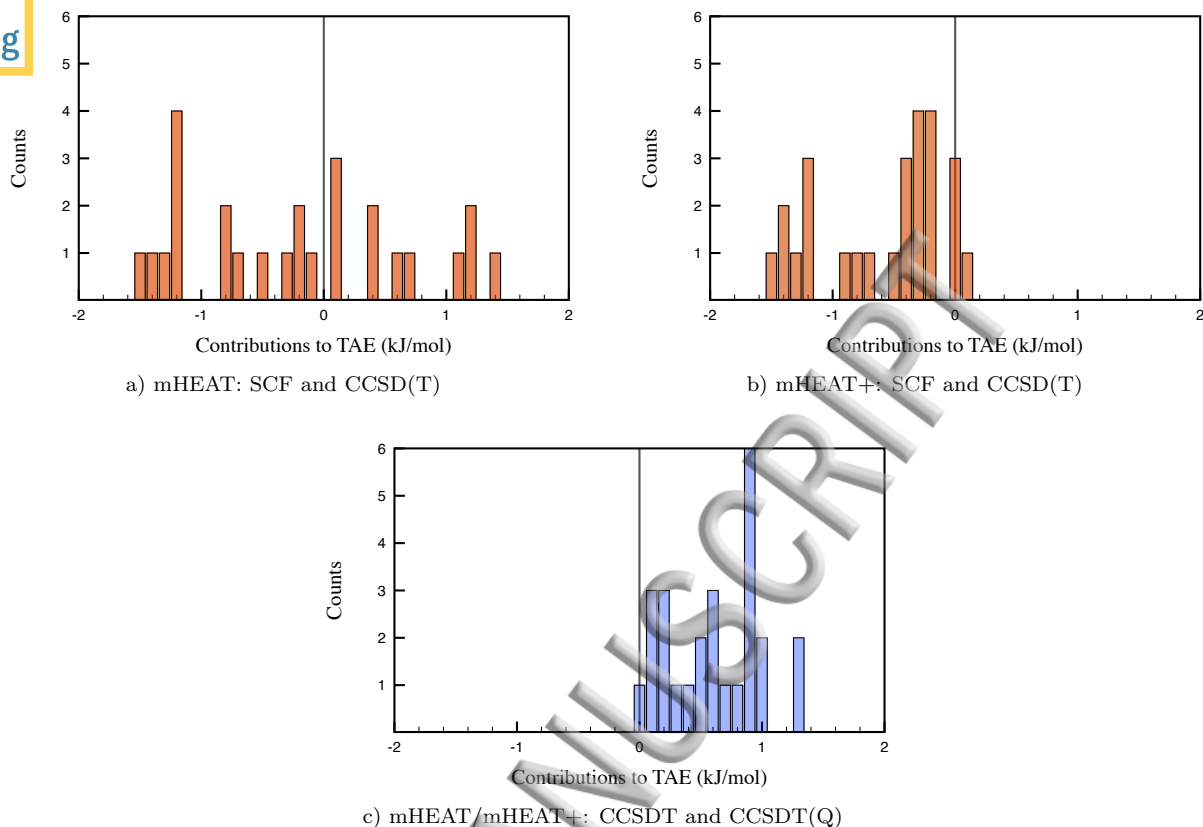 g
6
5
4
3
2
1
Counts
-2 -1 0 1 2
Contributions to TAE (kJ/mol)
a) mHEAT: SCF and CCSD(T)
6
5
4
3
2
1
Counts
-2 -1 0 1 2
Contributions to TAE (kJ/mol)
b) mHEAT+: SCF and CCSD(T)
6
5
4
3
2
1
Counts
-2 -1 0 1 2
Contributions to TAE (kJ/mol)
c) mHEAT/mHEAT+: CCSDT and CCSDT(Q)
NUSCRIPT